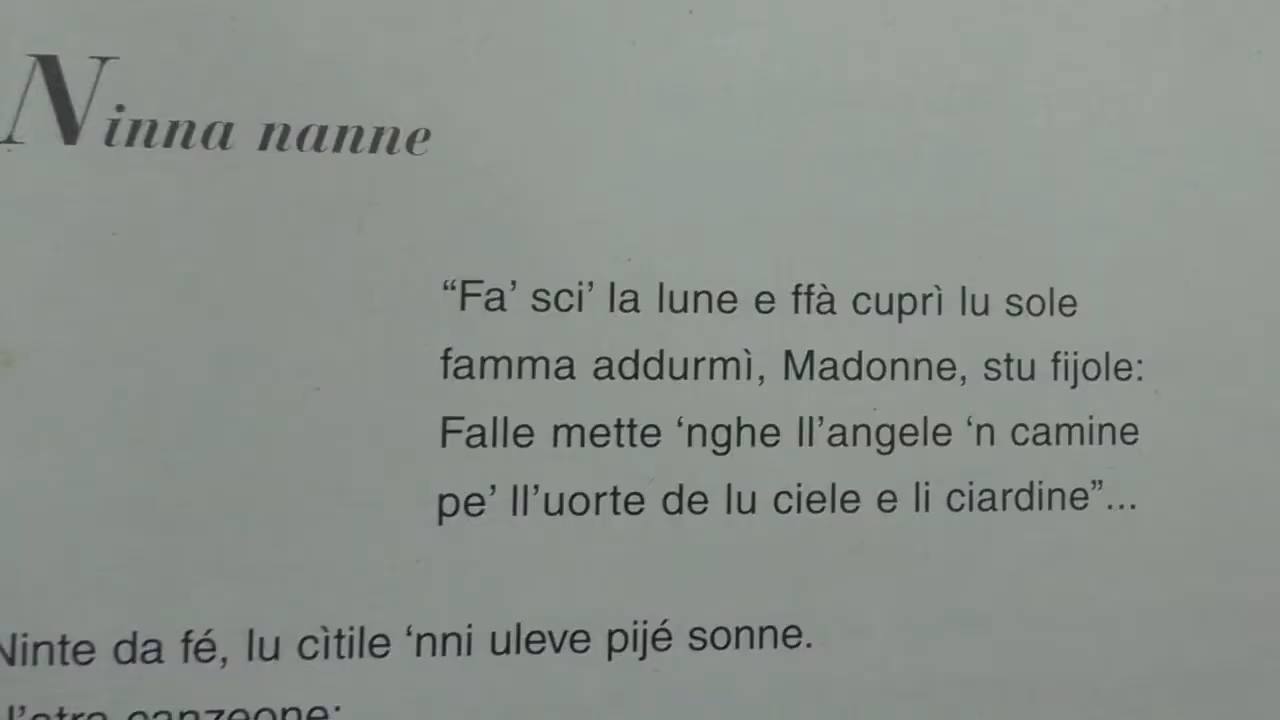 Ninna nanne
“Fa’ sci’ la lune e ffà cuprì lu sole
famma addurmì, Madonne, stu fijole:
Falle mette ‘nghe ll’angele ‘n camine
pe’ ll’uorte de lu ciele e li ciardine”...
Ninte da fé, lu cìtile ‘nni uleve pijé sonne.